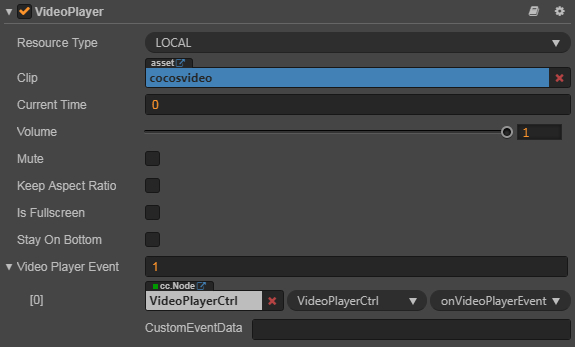 VideoPlayer
Resource Type LOCAL
asset
Clip cocosvideo
Current Time 0
Volume 1
Mute
Keep Aspect Ratio
Is Fullscreen
Stay On Bottom
Video Player Event 1
cc.Node
[0] VideoPlayerCtrl VideoPlayerCtrl onVideoPlayerEvent
CustomEventData